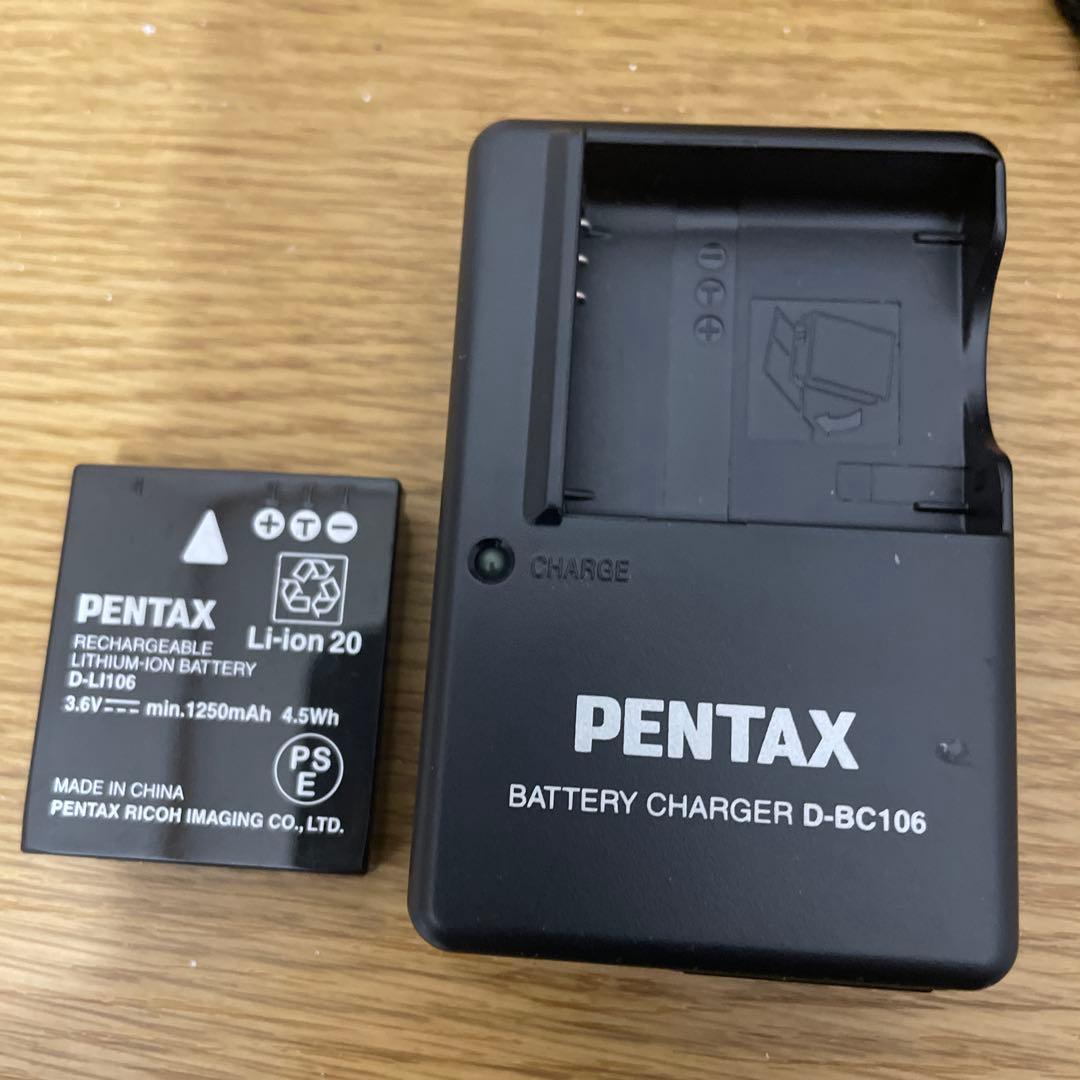 + T −
PENTAX
Li-ion 20
RECHARGEABLE
LITHIUM-ION BATTERY
D-LI106
3.6V⎓ min.1250mAh 4.5Wh
PS
E
MADE IN CHINA
PENTAX RICOH IMAGING CO., LTD.
−
T
+
CHARGE
PENTAX
BATTERY CHARGER D-BC106